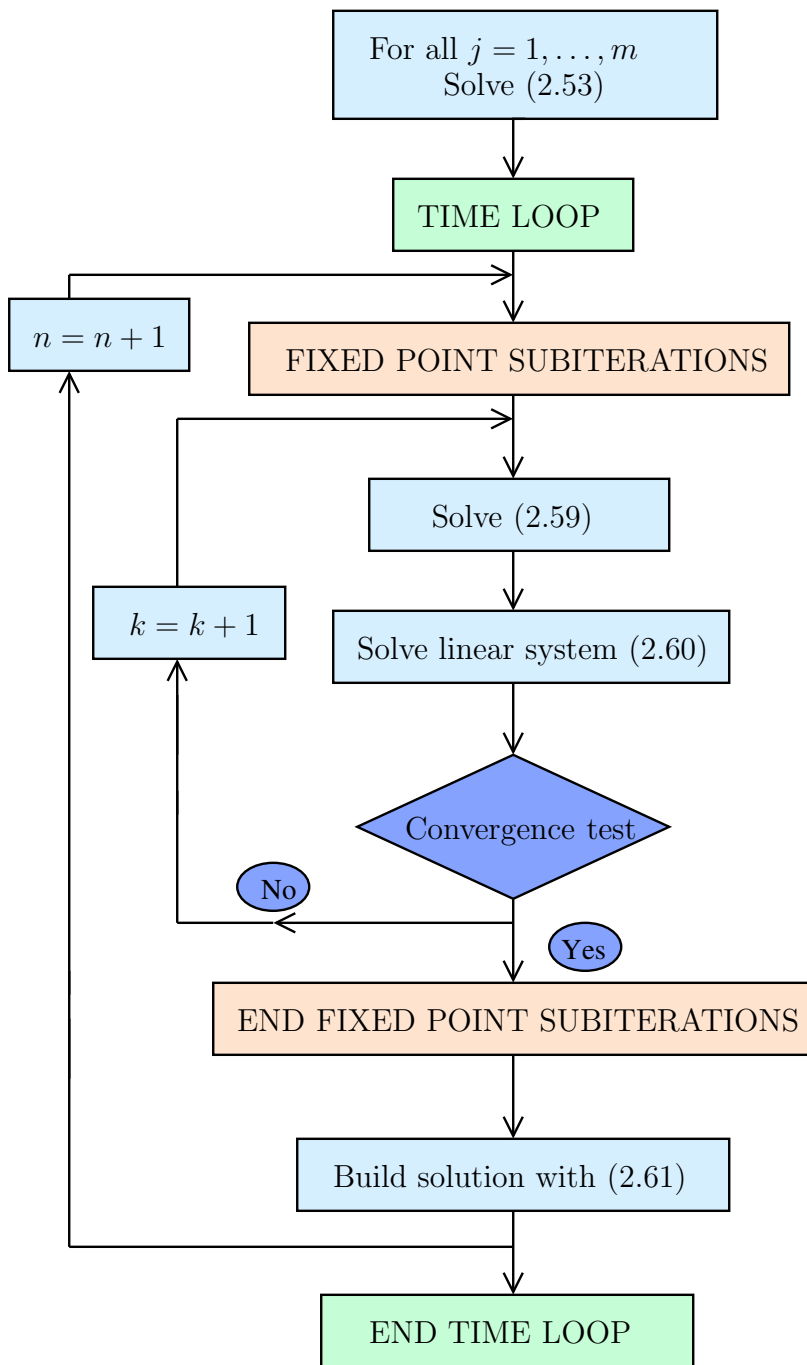 For all j = 1, . . . , m
Solve (2.53)
TIME LOOP
n = n + 1
FIXED POINT SUBITERATIONS
Solve (2.59)
k = k + 1
Solve linear system (2.60)
Convergence test
No
Yes
END FIXED POINT SUBITERATIONS
Build solution with (2.61)
END TIME LOOP